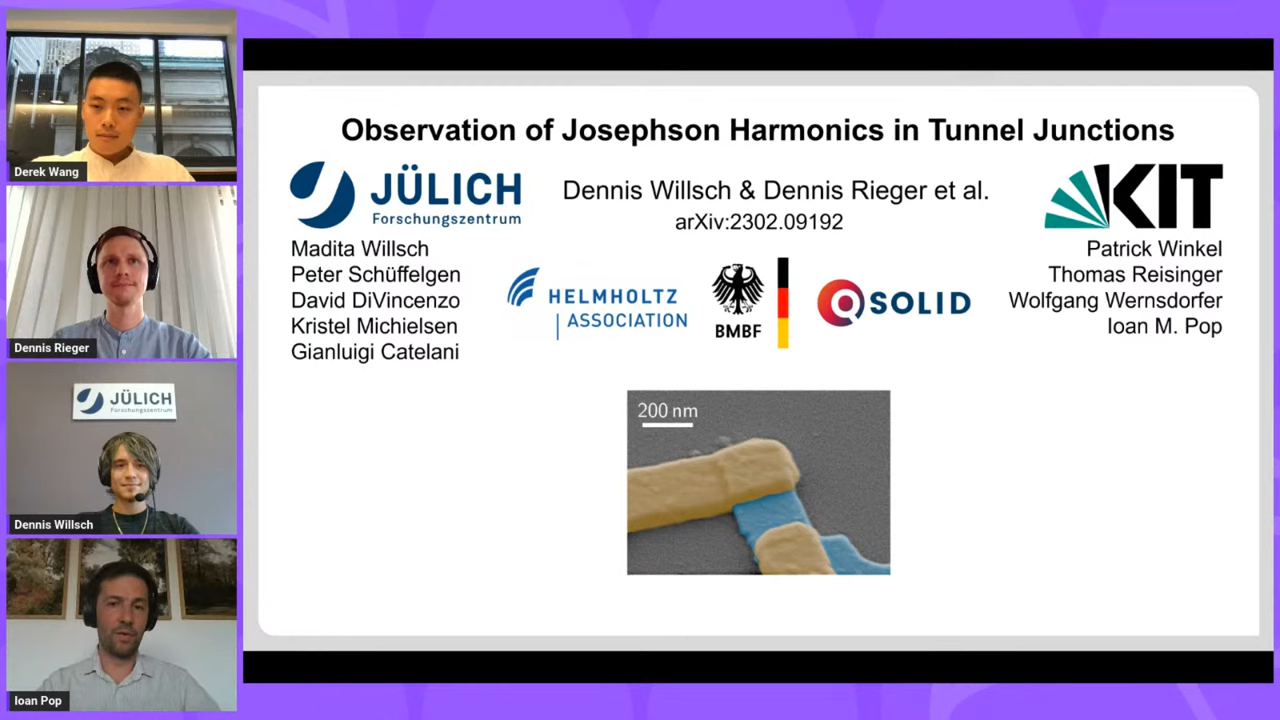 Derek Wang
Dennis Rieger
JÜLICH
Forschungszentrum
Dennis Willsch
Ioan Pop
Observation of Josephson Harmonics in Tunnel Junctions
JÜLICH
Forschungszentrum
Dennis Willsch & Dennis Rieger et al.
arXiv:2302.09192
KIT
Madita Willsch
Peter Schüffelgen
David DiVincenzo
Kristel Michielsen
Gianluigi Catelani
HELMHOLTZ
ASSOCIATION
BMBF
QSOLID
Patrick Winkel
Thomas Reisinger
Wolfgang Wernsdorfer
Ioan M. Pop
200 nm